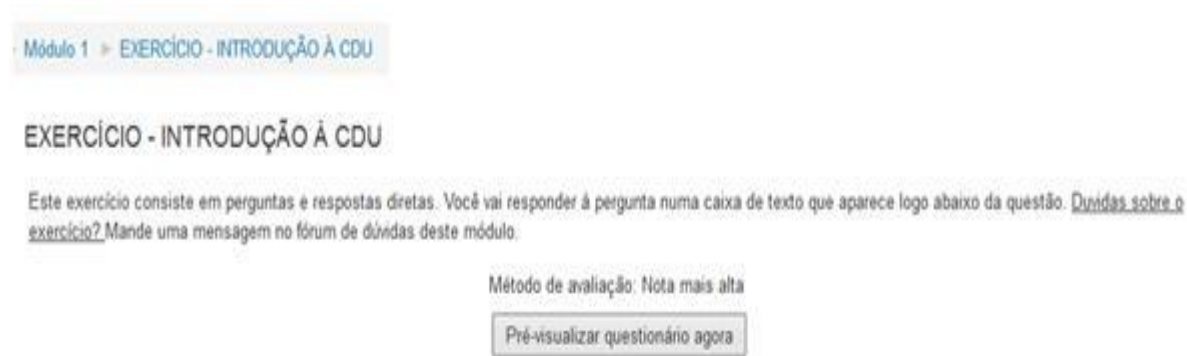 Módulo 1 ► EXERCÍCIO - INTRODUÇÃO À CDU
EXERCÍCIO - INTRODUÇÃO À CDU
Este exercício consiste em perguntas e respostas diretas. Você vai responder à pergunta numa caixa de texto que aparece logo abaixo da questão. Duvidas sobre o
exercício? Mande uma mensagem no fórum de dúvidas deste módulo.
Método de avaliação: Nota mais alta
Pré-visualizar questionário agora